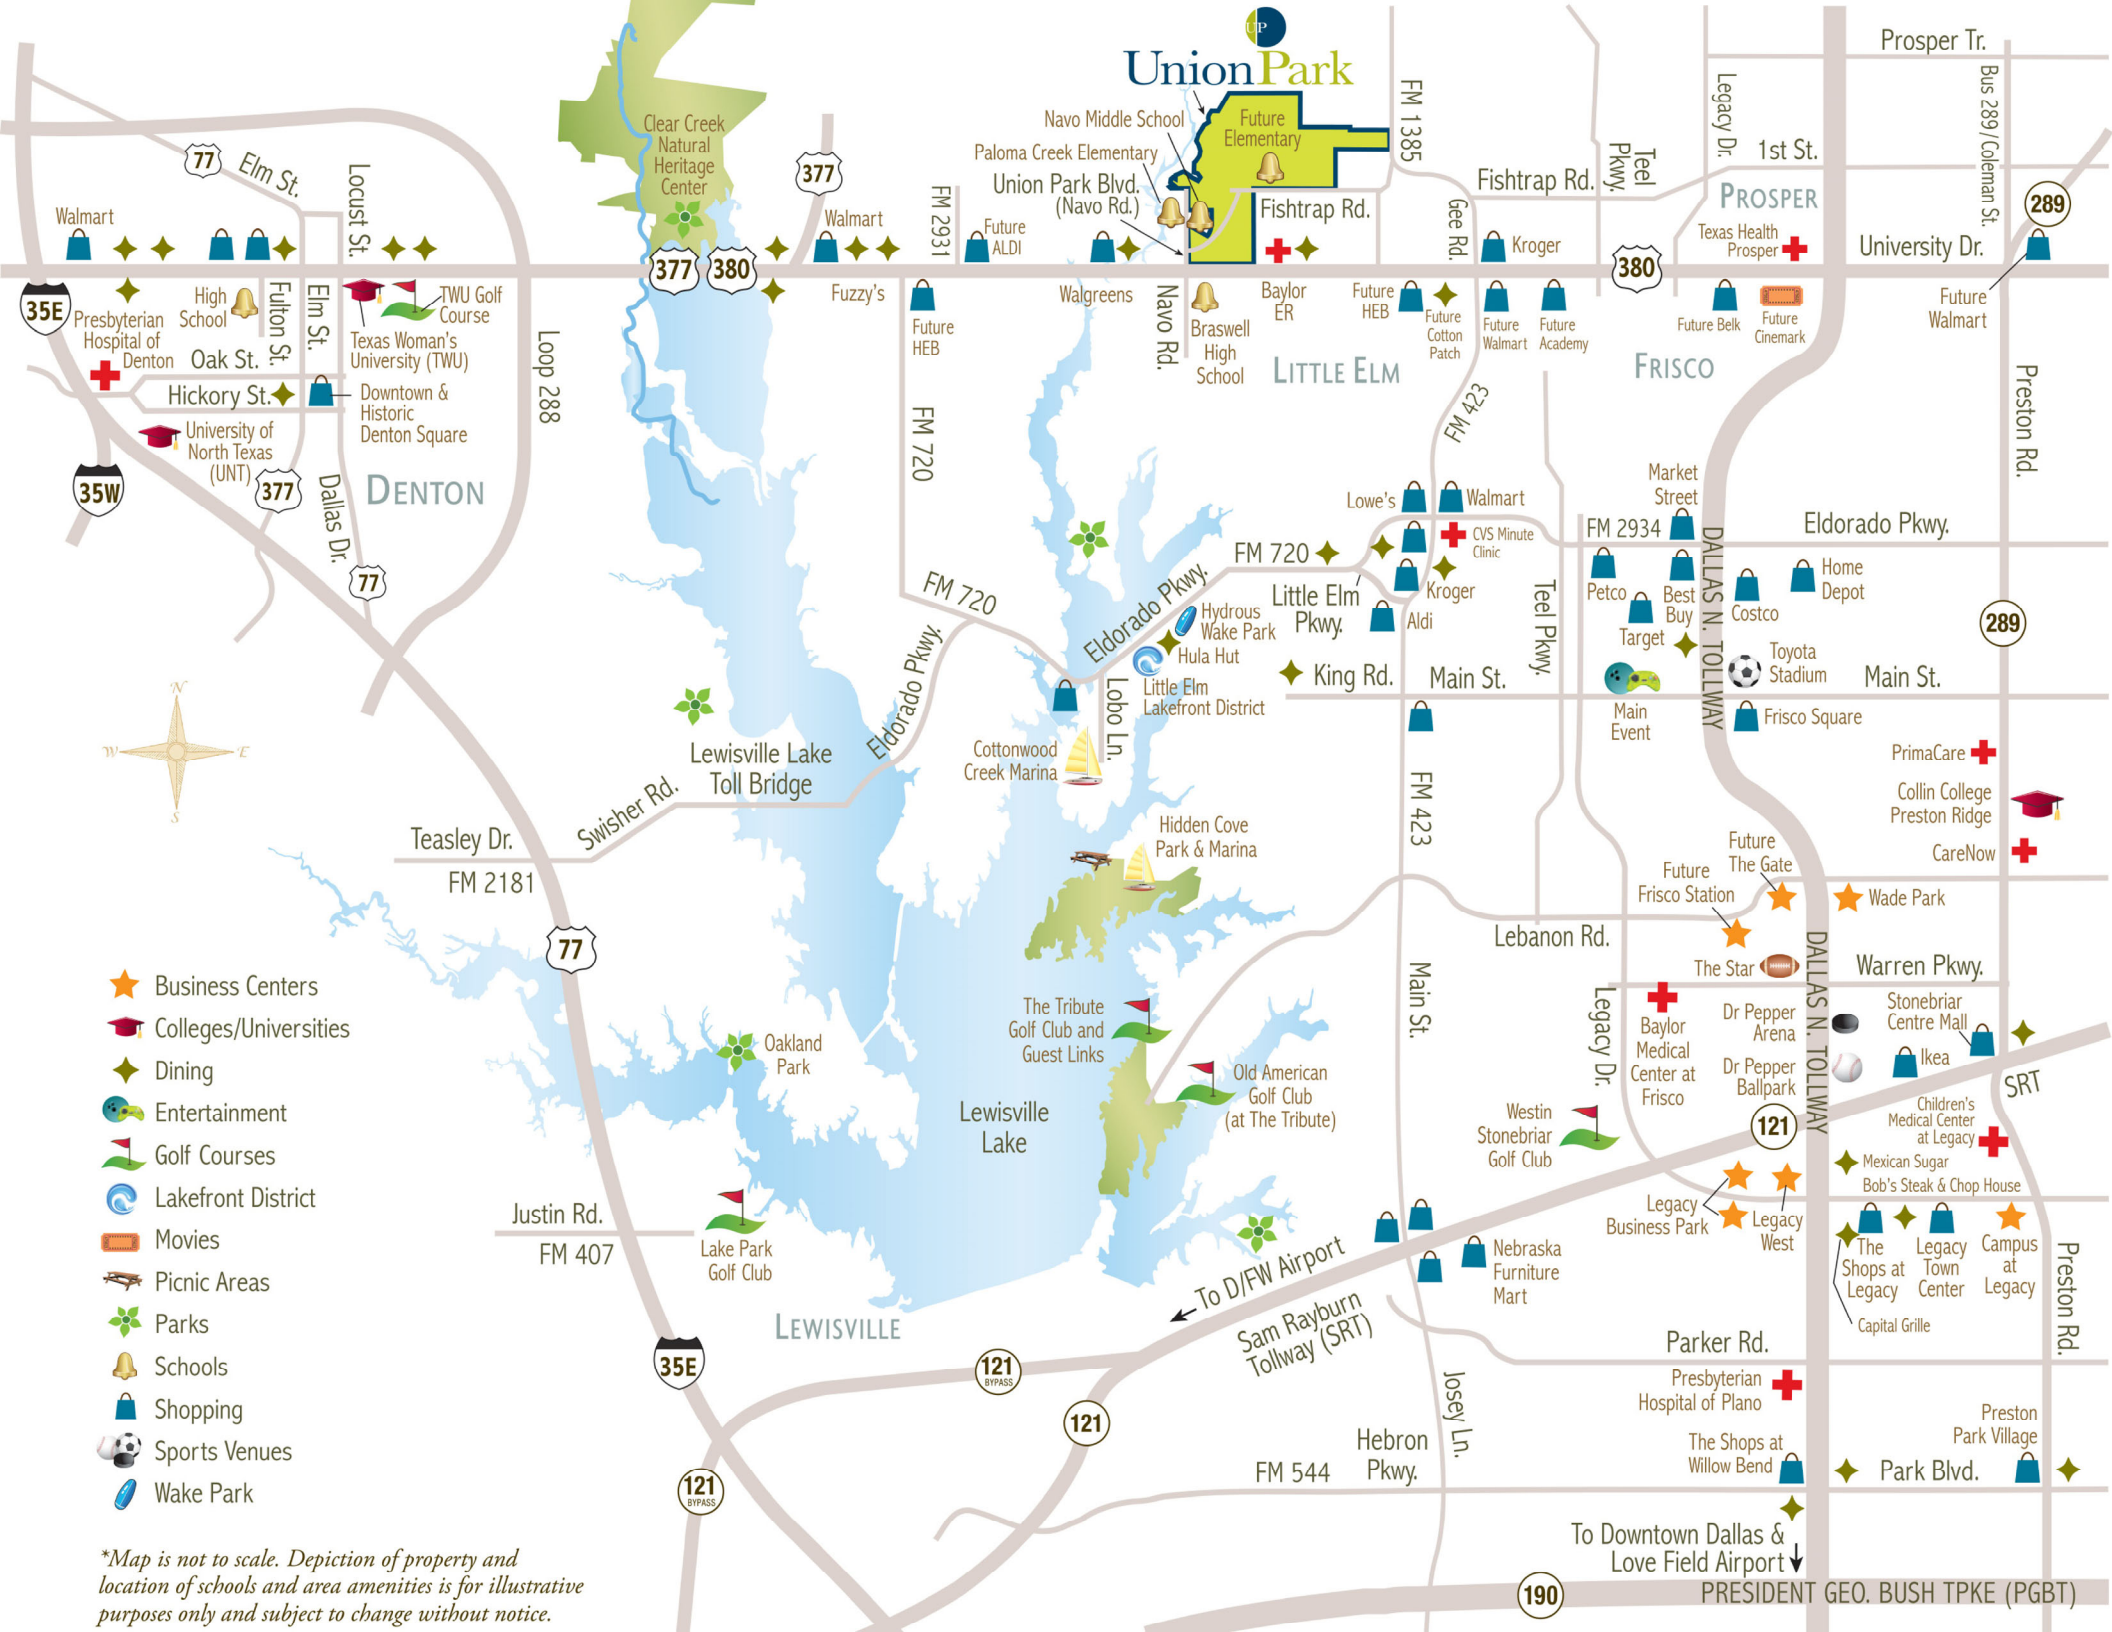 UP
Union Park
Prosper Tr.
Bus 289 / Coleman St.
Legacy Dr.
FM 1385
Navo Middle School
Future
Elementary
Clear Creek
Natural
Heritage
Center
77
Elm St.
Locust St.
377
Paloma Creek Elementary
Union Park Blvd.
(Navo Rd.)
Teel
Pkwy.
1st St.
Fishtrap Rd.
PROSPER
289
FM 2931
Fishtrap Rd.
Gee Rd.
Walmart
Walmart
Future
ALDI
Kroger
Texas Health
Prosper
University Dr.
377
380
380
35E
Presbyterian
Hospital of
Denton
High
School
Fulton St.
Elm St.
TWU Golf
Course
Texas Woman's
University (TWU)
Loop 288
Fuzzy's
Future
HEB
Walgreens
Navo Rd.
Braswell
High
School
Baylor
ER
Future
HEB
Future
Cotton
Patch
Future
Walmart
Future
Academy
Future Belk
Future
Cinemark
Future
Walmart
Oak St.
Hickory St.
Downtown &
Historic
Denton Square
LITTLE ELM
FRISCO
University of
North Texas
(UNT)
FM 720
FM 423
Preston Rd.
35W
377
Dallas Dr.
DENTON
77
Lowe's
Walmart
Market
Street
FM 2934
Eldorado Pkwy.
CVS Minute
Clinic
FM 720
Kroger
Little Elm
Pkwy.
Aldi
Petco
Best
Buy
Target
Costco
Home
Depot
DALLAS N. TOLLWAY
289
FM 720
Eldorado Pkwy.
Hydrous
Wake Park
Hula Hut
Teel Pkwy.
Toyota
Stadium
King Rd.
Main St.
Main St.
Eldorado Pkwy.
Lobo Ln.
Little Elm
Lakefront District
Main
Event
Frisco Square
N
W
E
S
Lewisville Lake
Toll Bridge
Cottonwood
Creek Marina
PrimaCare
Swisher Rd.
FM 423
Collin College
Preston Ridge
Teasley Dr.
FM 2181
Hidden Cove
Park & Marina
Future
The Gate
CareNow
Future
Frisco Station
Wade Park
77
Lebanon Rd.
The Star
Warren Pkwy.
DALLAS N. TOLLWAY
Main St.
Legacy Dr.
The Tribute
Golf Club and
Guest Links
Baylor
Medical
Center at
Frisco
Dr Pepper
Arena
Dr Pepper
Ballpark
Stonebriar
Centre Mall
Ikea
SRT
Oakland
Park
Old American
Golf Club
(at The Tribute)
Lewisville
Lake
Westin
Stonebriar
Golf Club
121
Children's
Medical Center
at Legacy
Mexican Sugar
Bob's Steak & Chop House
Business Centers
Colleges/Universities
Dining
Entertainment
Golf Courses
Lakefront District
Movies
Picnic Areas
Parks
Schools
Shopping
Sports Venues
Wake Park
Justin Rd.
FM 407
Lake Park
Golf Club
Legacy
Business Park
Legacy
West
The
Shops at
Legacy
Legacy
Town
Center
Campus
at
Legacy
Capital Grille
Preston Rd.
Nebraska
Furniture
Mart
To D/FW Airport
Sam Rayburn
Tollway (SRT)
LEWISVILLE
35E
121
BYPASS
121
121
BYPASS
Josey Ln.
Parker Rd.
Presbyterian
Hospital of Plano
The Shops at
Willow Bend
Preston
Park Village
Hebron
Pkwy.
FM 544
Park Blvd.
To Downtown Dallas &
Love Field Airport
190
PRESIDENT GEO. BUSH TPKE (PGBT)
*Map is not to scale. Depiction of property and
location of schools and area amenities is for illustrative
purposes only and subject to change without notice.